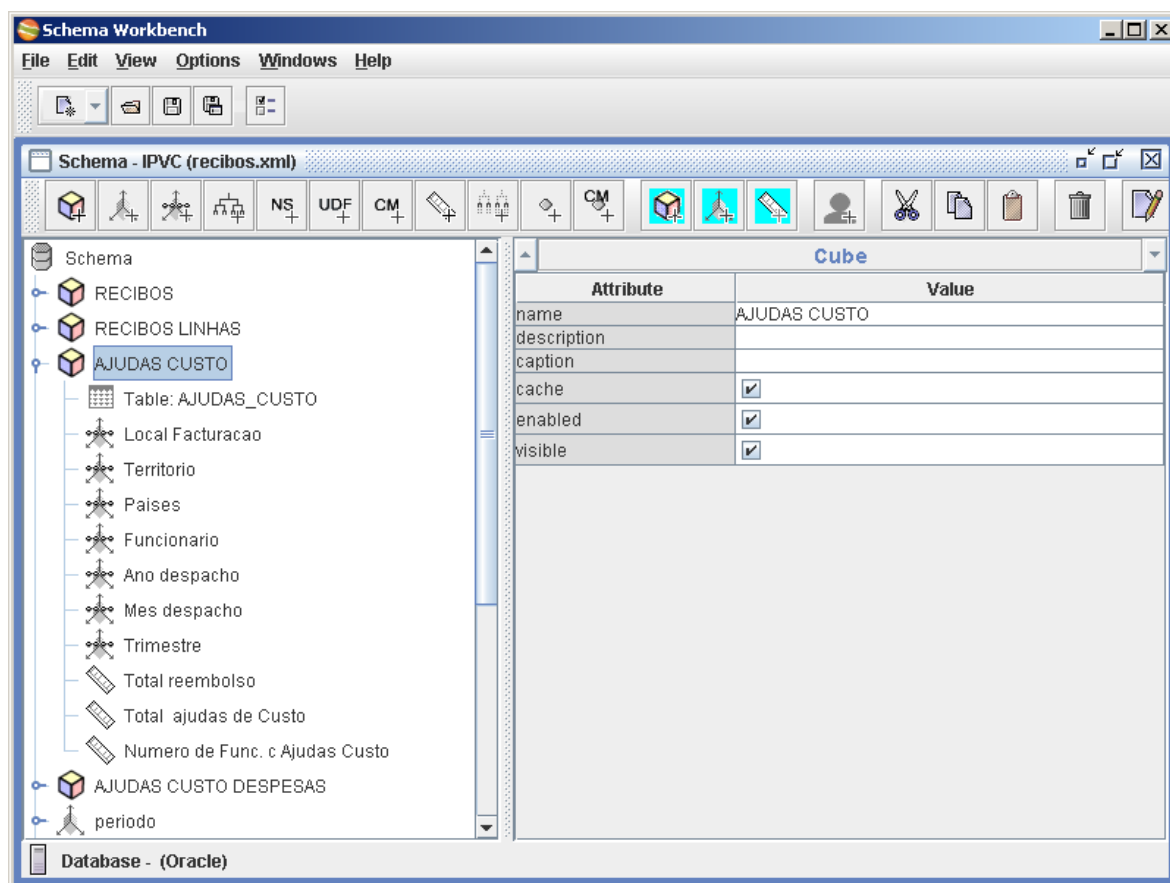 Schema Workbench
File Edit View Options Windows Help
Schema - IPVC (recibos.xml)
NS UDF CM CM
Schema
RECIBOS
RECIBOS LINHAS
AJUDAS CUSTO
Table: AJUDAS_CUSTO
Local Facturacao
Territorio
Paises
Funcionario
Ano despacho
Mes despacho
Trimestre
Total reembolso
Total  ajudas de Custo
Numero de Func. c Ajudas Custo
AJUDAS CUSTO DESPESAS
periodo
Cube
Attribute Value
name AJUDAS CUSTO
description
caption
cache
enabled
visible
Database -  (Oracle)